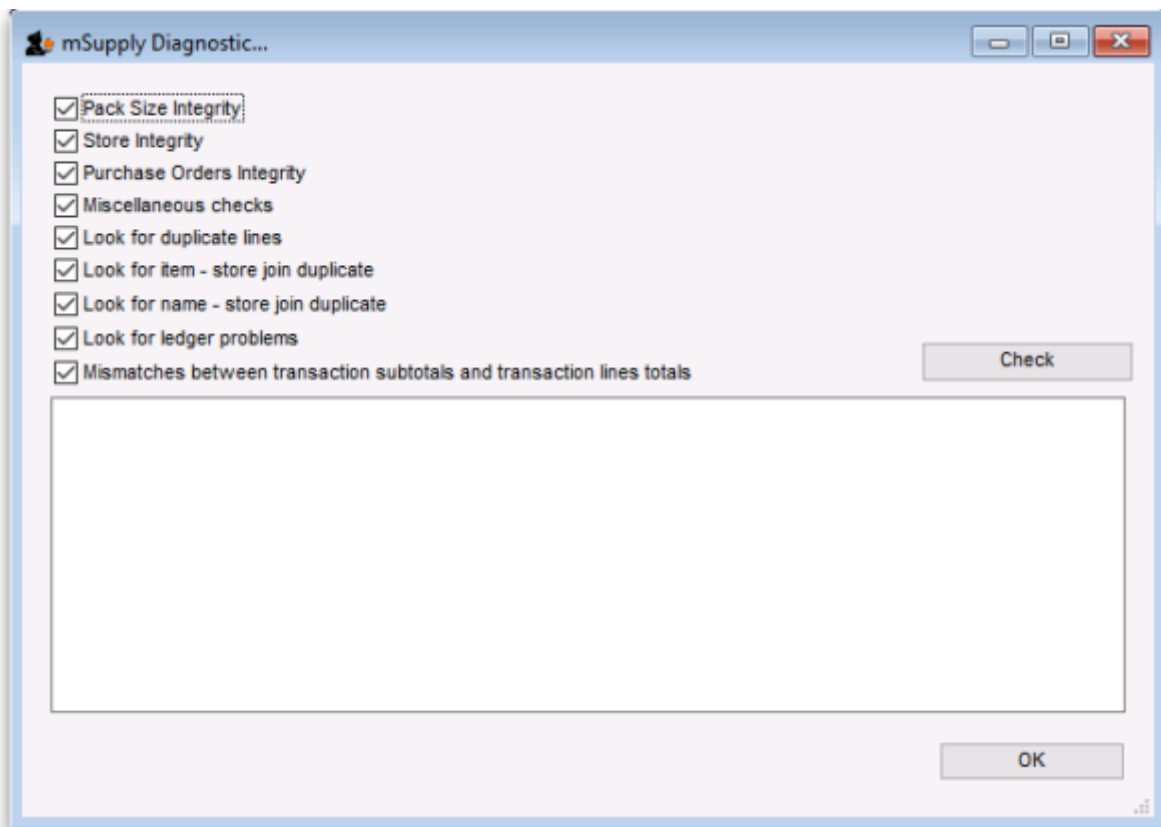 mSupply Diagnostic...
Pack Size Integrity
Store Integrity
Purchase Orders Integrity
Miscellaneous checks
Look for duplicate lines
Look for item - store join duplicate
Look for name - store join duplicate
Look for ledger problems
Mismatches between transaction subtotals and transaction lines totals
Check
OK